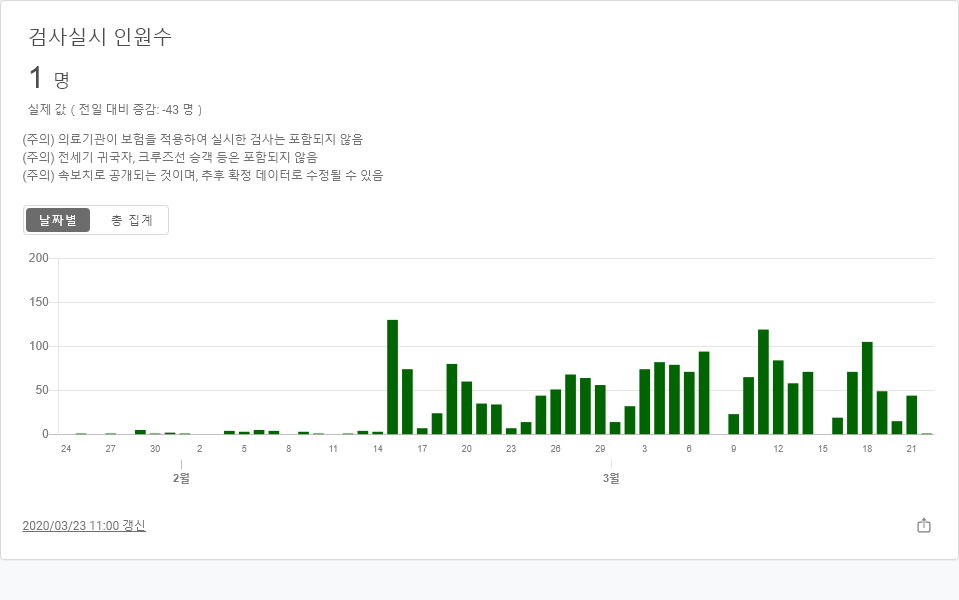 검사실시 인원수
1 명
실제 값 ( 전일 대비 증감: -43 명 )
(주의) 의료기관이 보험을 적용하여 실시한 검사는 포함되지 않음
(주의) 전세기 귀국자, 크루즈선 승객 등은 포함되지 않음
(주의) 속보치로 공개되는 것이며, 추후 확정 데이터로 수정될 수 있음
날짜별 총 집계
200
150
100
50
0
24 27 30 2 5 8 11 14 17 20 23 26 29 3 6 9 12 15 18 21
2월 3월
2020/03/23 11:00 갱신